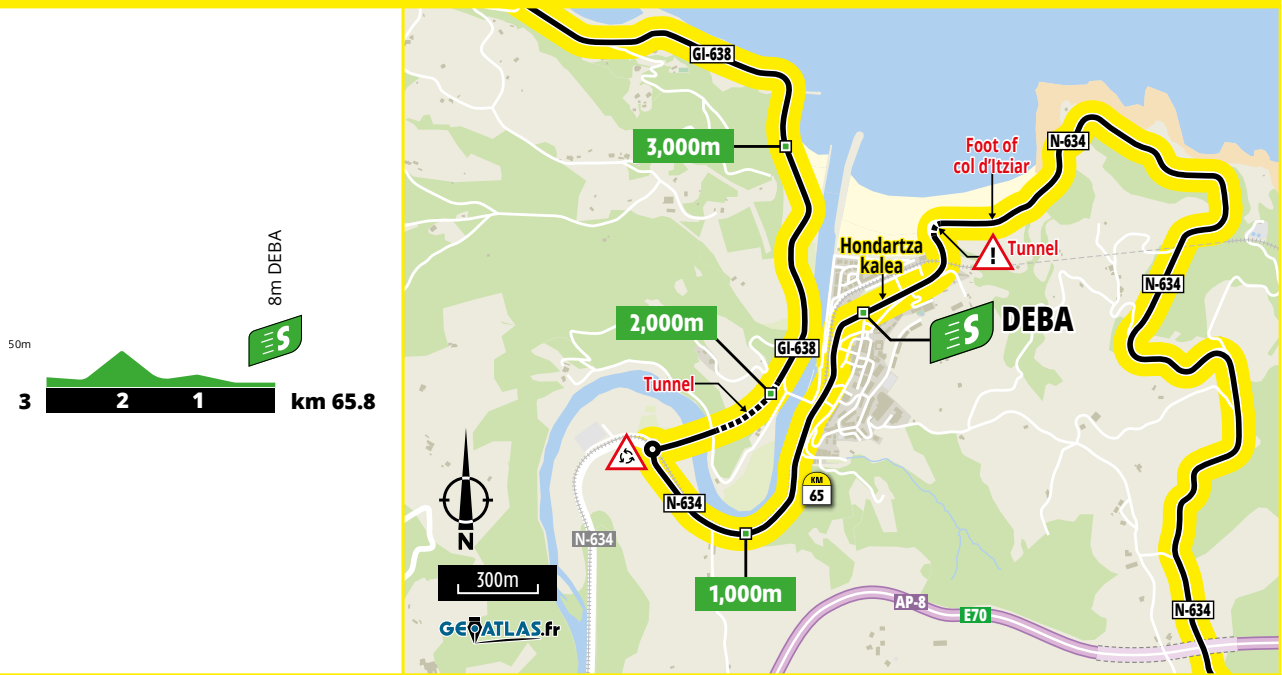 8m DEBA
50m
S
3 2 1 km 65.8
GI-638
3,000m
Foot of
col d'Itziar
N-634
Hondartza
kalea
! Tunnel
N-634
S DEBA
2,000m
GI-638
Tunnel
KM
65
N-634
N
N-634
300m
1,000m
AP-8
E70
N-634
GEOATLAS.fr